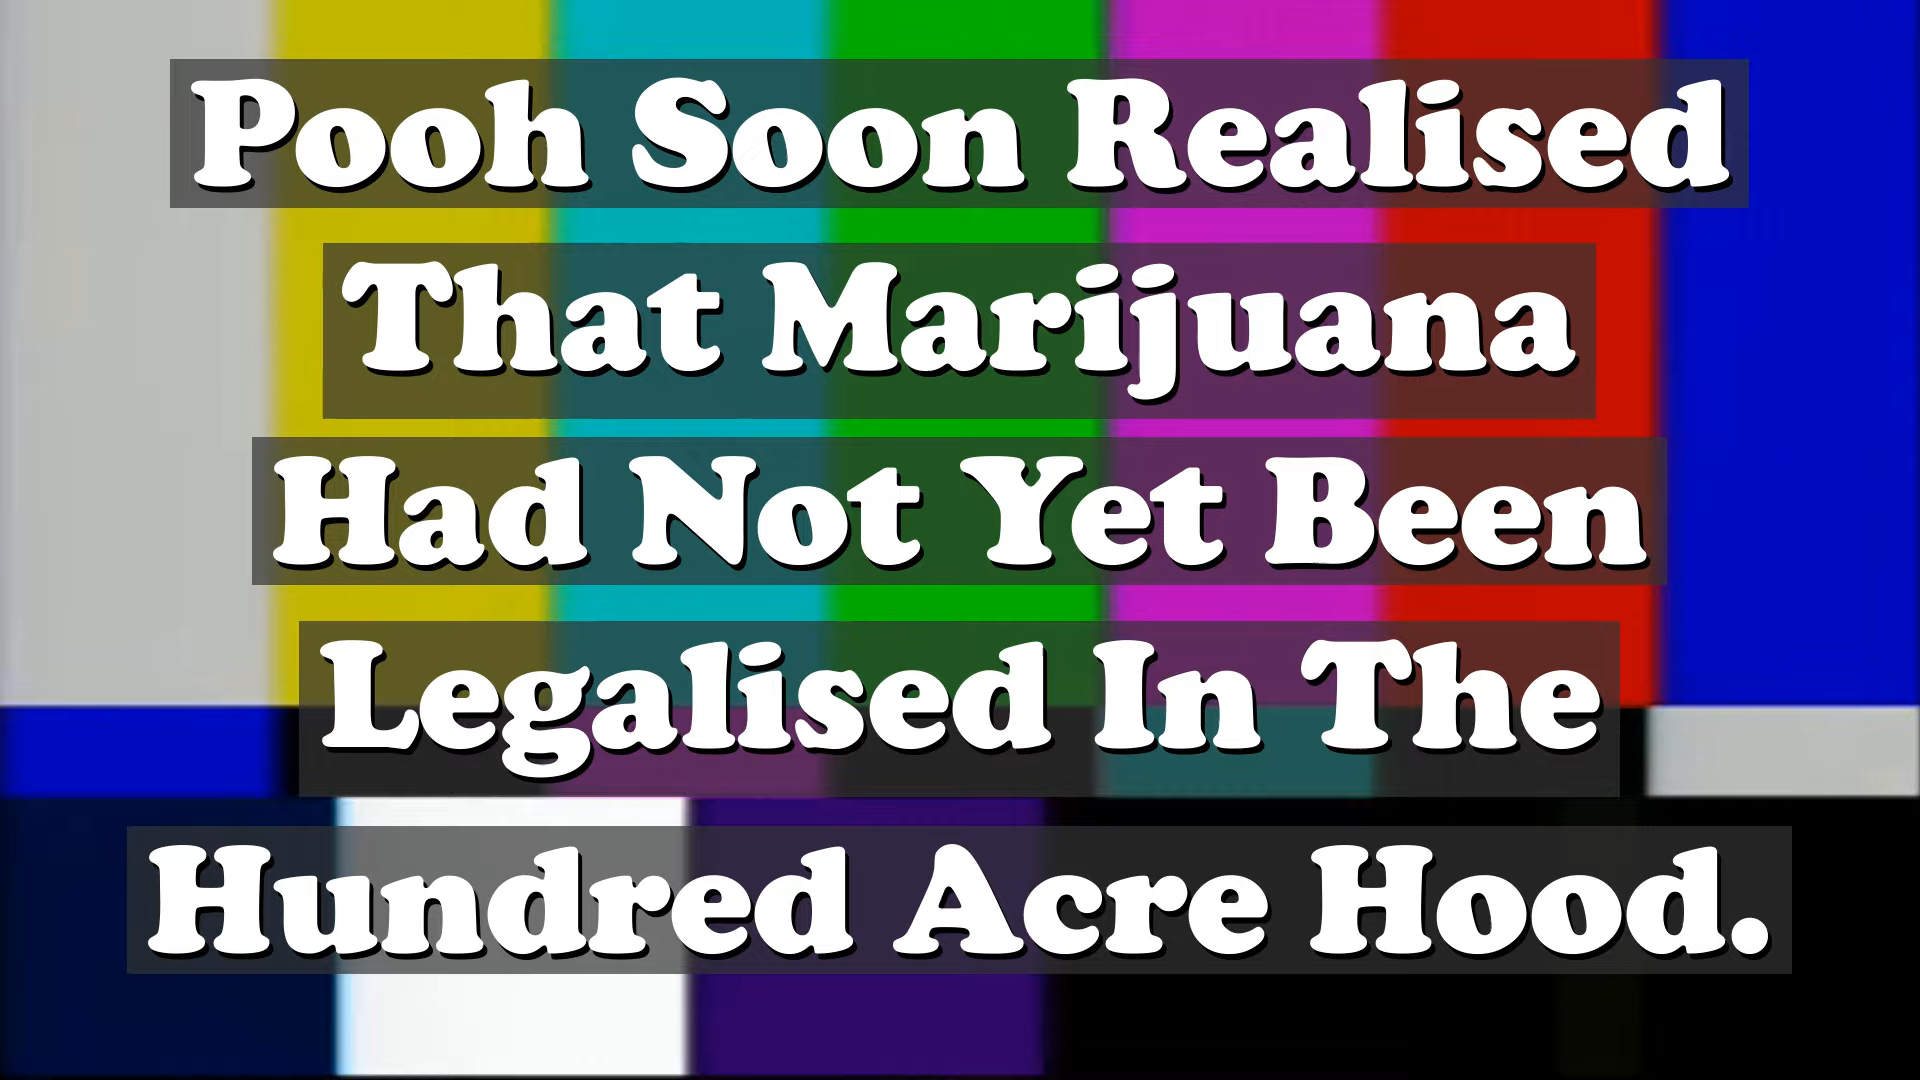 Pooh Soon Realised
That Marijuana
Had Not Yet Been
Legalised In The
Hundred Acre Hood.